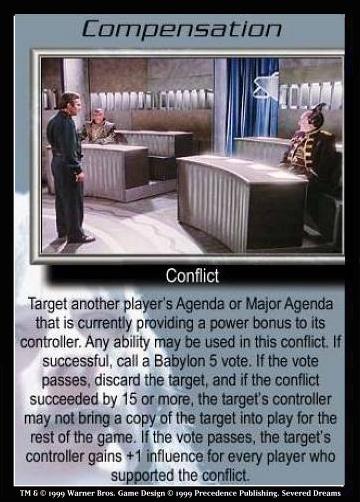 Compensation
Conflict
Target another player's Agenda or Major Agenda
that is currently providing a power bonus to its
controller. Any ability may be used in this conflict. If
successful, call a Babylon 5 vote. If the vote
passes, discard the target, and if the conflict
succeeded by 15 or more, the target's controller
may not bring a copy of the target into play for the
rest of the game. If the vote passes, the target's
controller gains +1 influence for every player who
supported the conflict.
TM & © 1999 Warner Bros. Game Design © 1999 Precedence Publishing. Severed Dreams